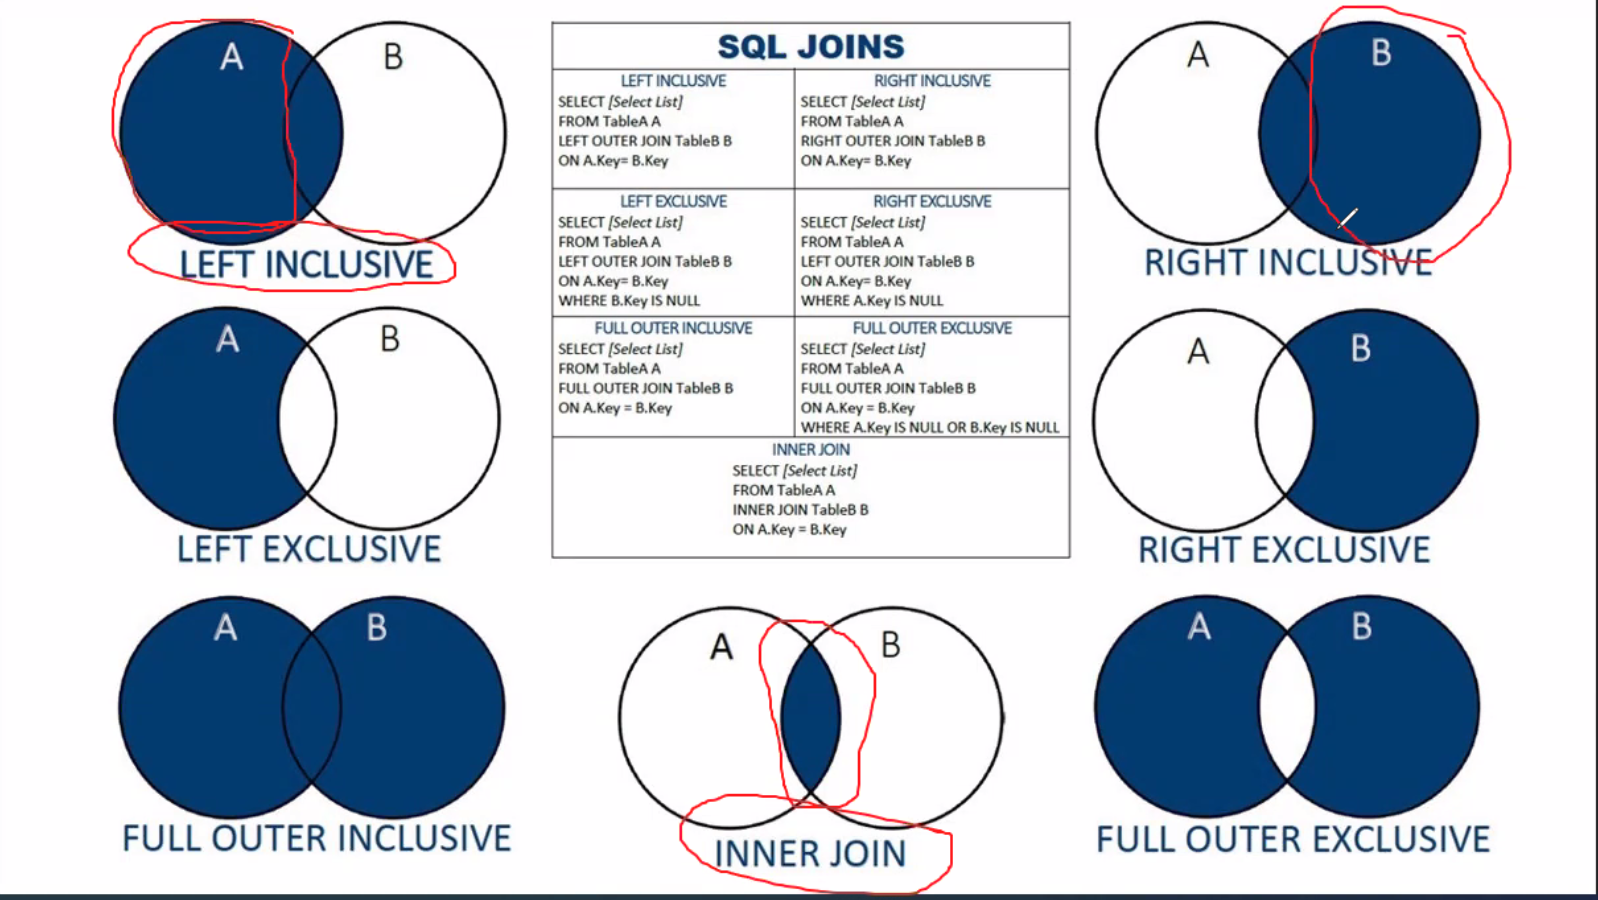 A B
LEFT INCLUSIVE
A B
LEFT EXCLUSIVE
A B
FULL OUTER INCLUSIVE
SQL JOINS
LEFT INCLUSIVE
SELECT [Select List]
FROM TableA A
LEFT OUTER JOIN TableB B
ON A.Key= B.Key
RIGHT INCLUSIVE
SELECT [Select List]
FROM TableA A
RIGHT OUTER JOIN TableB B
ON A.Key= B.Key
LEFT EXCLUSIVE
SELECT [Select List]
FROM TableA A
LEFT OUTER JOIN TableB B
ON A.Key= B.Key
WHERE B.Key IS NULL
RIGHT EXCLUSIVE
SELECT [Select List]
FROM TableA A
LEFT OUTER JOIN TableB B
ON A.Key= B.Key
WHERE A.Key IS NULL
FULL OUTER INCLUSIVE
SELECT [Select List]
FROM TableA A
FULL OUTER JOIN TableB B
ON A.Key = B.Key
FULL OUTER EXCLUSIVE
SELECT [Select List]
FROM TableA A
FULL OUTER JOIN TableB B
ON A.Key = B.Key
WHERE A.Key IS NULL OR B.Key IS NULL
INNER JOIN
SELECT [Select List]
FROM TableA A
INNER JOIN TableB B
ON A.Key = B.Key
A B
INNER JOIN
A B
RIGHT INCLUSIVE
A B
RIGHT EXCLUSIVE
A B
FULL OUTER EXCLUSIVE